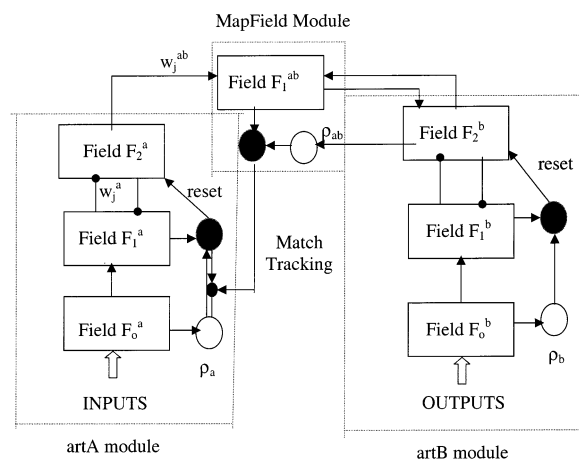 MapField Module
w_j^ab
Field F_1^ab
ρ_ab
Field F_2^a
Field F_2^b
reset
reset
w_j^a
Field F_1^a
Field F_1^b
Match
Tracking
Field F_o^a
Field F_o^b
ρ_a
ρ_b
INPUTS
OUTPUTS
artA module
artB module